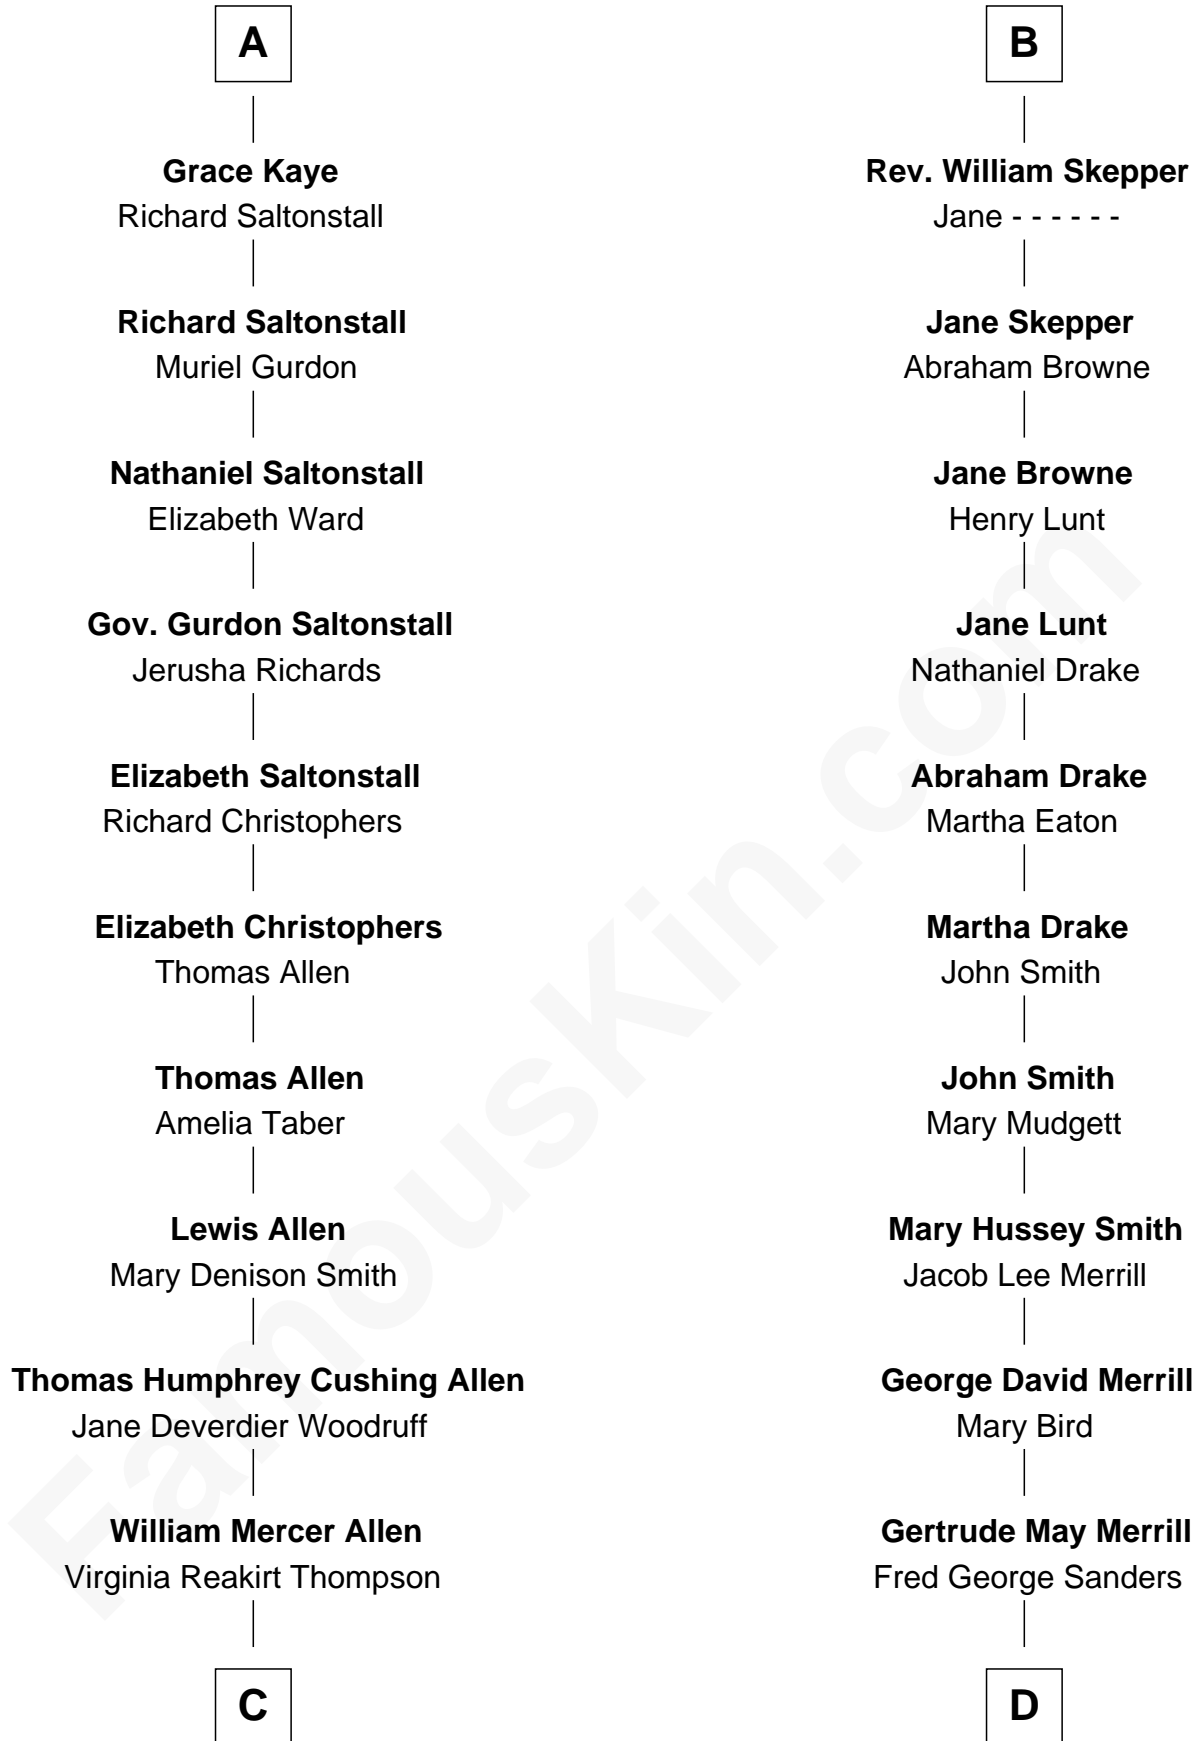 A
Grace Kaye
Richard Saltonstall
Richard Saltonstall
Muriel Gurdon
Nathaniel Saltonstall
Elizabeth Ward
Gov. Gurdon Saltonstall
Jerusha Richards
Elizabeth Saltonstall
Richard Christophers
Elizabeth Christophers
Thomas Allen
Thomas Allen
Amelia Taber
Lewis Allen
Mary Denison Smith
Thomas Humphrey Cushing Allen
Jane Deverdier Woodruff
William Mercer Allen
Virginia Reakirt Thompson
C
B
Rev. William Skepper
Jane - - - - - -
Jane Skepper
Abraham Browne
Jane Browne
Henry Lunt
Jane Lunt
Nathaniel Drake
Abraham Drake
Martha Eaton
Martha Drake
John Smith
John Smith
Mary Mudgett
Mary Hussey Smith
Jacob Lee Merrill
George David Merrill
Mary Bird
Gertrude May Merrill
Fred George Sanders
D
FamousKin.com